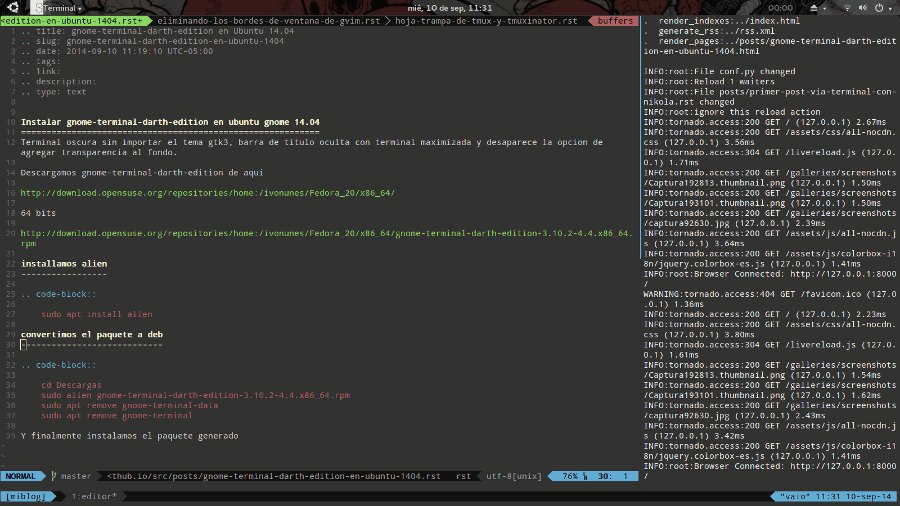 Terminal
mié, 10 de sep, 11:31
00:00
<edition-en-ubuntu-1404.rst+
eliminando-los-bordes-de-ventana-de-gvim.rst
hoja-trampa-de-tmux-y-tmuxinator.rst
buffers
1 .. title: gnome-terminal-darth-edition en Ubuntu 14.04
2 .. slug: gnome-terminal-darth-edition-en-ubuntu-1404
3 .. date: 2014-09-10 11:19:10 UTC-05:00
4 .. tags:
5 .. link:
6 .. description:
7 .. type: text
8
9
10 Instalar gnome-terminal-darth-edition en ubuntu gnome 14.04
11 ===========================================================
12 Terminal oscura sin importar el tema gtk3, barra de titulo oculta con terminal maximizada y desaparece la opcion de
agregar transparencia al fondo.
13
14 Descargamos gnome-terminal-darth-edition de aqui
15
16 http://download.opensuse.org/repositories/home:/ivonunes/Fedora_20/x86_64/
17
18 64 bits
19
20 http://download.opensuse.org/repositories/home:/ivonunes/Fedora_20/x86_64/gnome-terminal-darth-edition-3.10.2-4.4.x86_64.
rpm
21
22 installamos alien
23 -----------------
24
25 .. code-block::
26
27 sudo apt install alien
28
29 convertimos el paquete a deb
30 ----------------------------
31
32 .. code-block::
33
34 cd Descargas
35 sudo alien gnome-terminal-darth-edition-3.10.2-4.4.x86_64.rpm
36 sudo apt remove gnome-terminal-data
37 sudo apt remove gnome-terminal
38
39 Y finalmente instalamos el paquete generado
~
~
NORMAL master <thub.io/src/posts/gnome-terminal-darth-edition-en-ubuntu-1404.rst rst utf-8[unix] 76% 30: 1
. render_indexes:../index.html
. generate_rss:../rss.xml
. render_pages:../posts/gnome-terminal-darth-edit
ion-en-ubuntu-1404.html
INFO:root:File conf.py changed
INFO:root:Reload 1 waiters
INFO:root:File posts/primer-post-via-terminal-con-
nikola.rst changed
INFO:root:ignore this reload action
INFO:tornado.access:200 GET / (127.0.0.1) 2.67ms
INFO:tornado.access:200 GET /assets/css/all-nocdn.
css (127.0.0.1) 3.56ms
INFO:tornado.access:304 GET /livereload.js (127.0.
0.1) 1.71ms
INFO:tornado.access:200 GET /galleries/screenshots
/Captura192813.thumbnail.png (127.0.0.1) 1.50ms
INFO:tornado.access:200 GET /galleries/screenshots
/Captura193101.thumbnail.png (127.0.0.1) 1.50ms
INFO:tornado.access:200 GET /galleries/screenshots
/captura92630.jpg (127.0.0.1) 2.39ms
INFO:tornado.access:200 GET /assets/js/all-nocdn.j
s (127.0.0.1) 3.64ms
INFO:tornado.access:200 GET /assets/js/colorbox-i1
8n/jquery.colorbox-es.js (127.0.0.1) 1.41ms
INFO:root:Browser Connected: http://127.0.0.1:8000
/
WARNING:tornado.access:404 GET /favicon.ico (127.0
.0.1) 1.36ms
INFO:tornado.access:200 GET / (127.0.0.1) 2.23ms
INFO:tornado.access:200 GET /assets/css/all-nocdn.
css (127.0.0.1) 3.80ms
INFO:tornado.access:304 GET /livereload.js (127.0.
0.1) 1.61ms
INFO:tornado.access:200 GET /galleries/screenshots
/Captura192813.thumbnail.png (127.0.0.1) 1.54ms
INFO:tornado.access:200 GET /galleries/screenshots
/Captura193101.thumbnail.png (127.0.0.1) 1.62ms
INFO:tornado.access:200 GET /galleries/screenshots
/captura92630.jpg (127.0.0.1) 2.43ms
INFO:tornado.access:200 GET /assets/js/all-nocdn.j
s (127.0.0.1) 3.42ms
INFO:tornado.access:200 GET /assets/js/colorbox-i1
8n/jquery.colorbox-es.js (127.0.0.1) 1.41ms
INFO:root:Browser Connected: http://127.0.0.1:8000
/
[miblog] 1:editor* "vaio" 11:31 10-sep-14